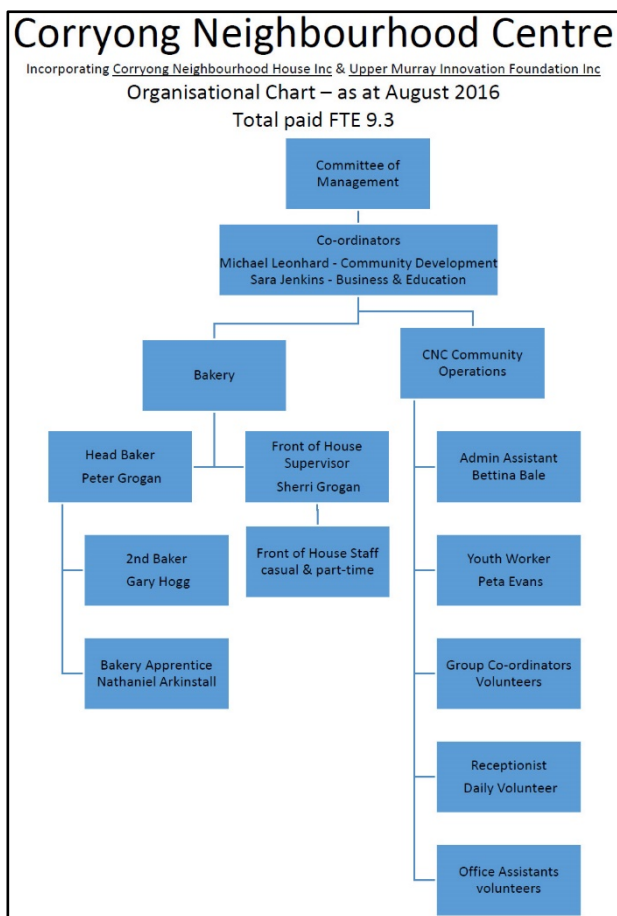 Corryong Neighbourhood Centre
Incorporating Corryong Neighbourhood House Inc & Upper Murray Innovation Foundation Inc
Organisational Chart – as at August 2016
Total paid FTE 9.3
Committee of
Management
Co-ordinators
Michael Leonhard - Community Development
Sara Jenkins - Business & Education
Bakery
CNC Community
Operations
Head Baker
Peter Grogan
Front of House
Supervisor
Sherri Grogan
Admin Assistant
Bettina Bale
2nd Baker
Gary Hogg
Front of House Staff
casual & part-time
Youth Worker
Peta Evans
Bakery Apprentice
Nathaniel Arkinstall
Group Co-ordinators
Volunteers
Receptionist
Daily Volunteer
Office Assistants
volunteers